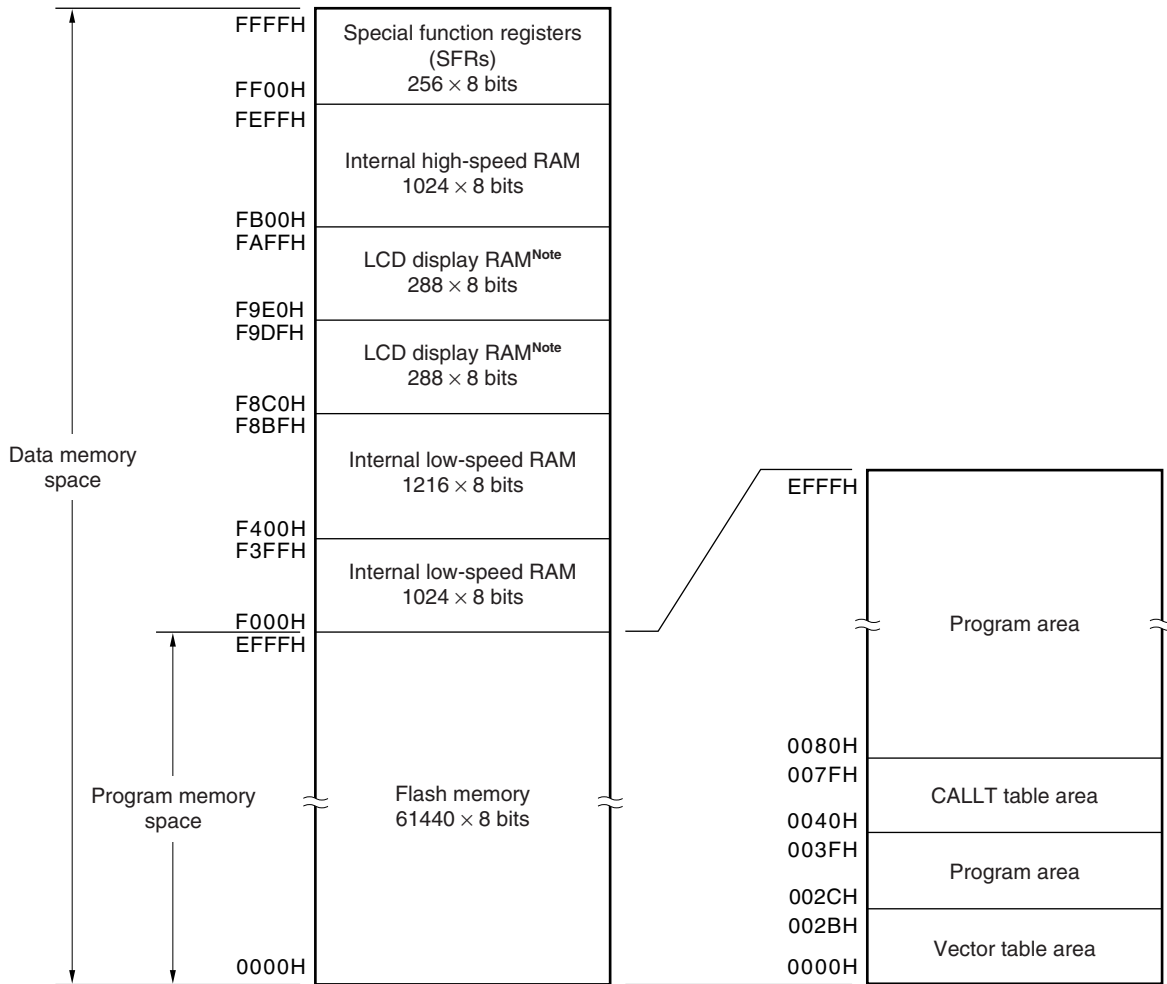 FFFFH
Special function registers
(SFRs)
256 × 8 bits
FF00H
FEFFH
Internal high-speed RAM
1024 × 8 bits
FB00H
FAFFH
LCD display RAMNote
288 × 8 bits
F9E0H
F9DFH
LCD display RAMNote
288 × 8 bits
F8C0H
F8BFH
Data memory
space
Internal low-speed RAM
1216 × 8 bits
F400H
F3FFH
Internal low-speed RAM
1024 × 8 bits
F000H
EFFFH
Program memory
space
Flash memory
61440 × 8 bits
0000H
EFFFH
Program area
0080H
007FH
CALLT table area
0040H
003FH
Program area
002CH
002BH
Vector table area
0000H